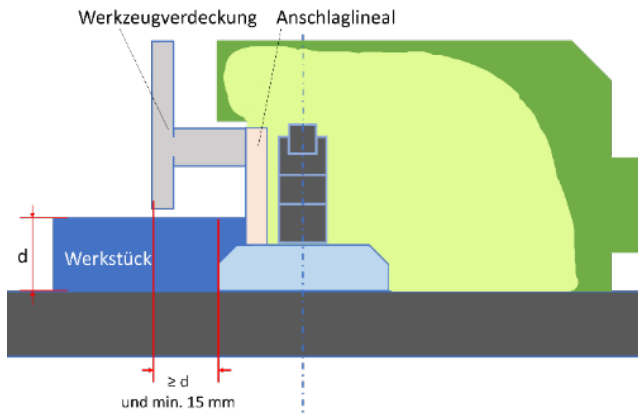 Werkzeugverdeckung
Anschlaglineal
d
Werkstück
≥ d
und min. 15 mm